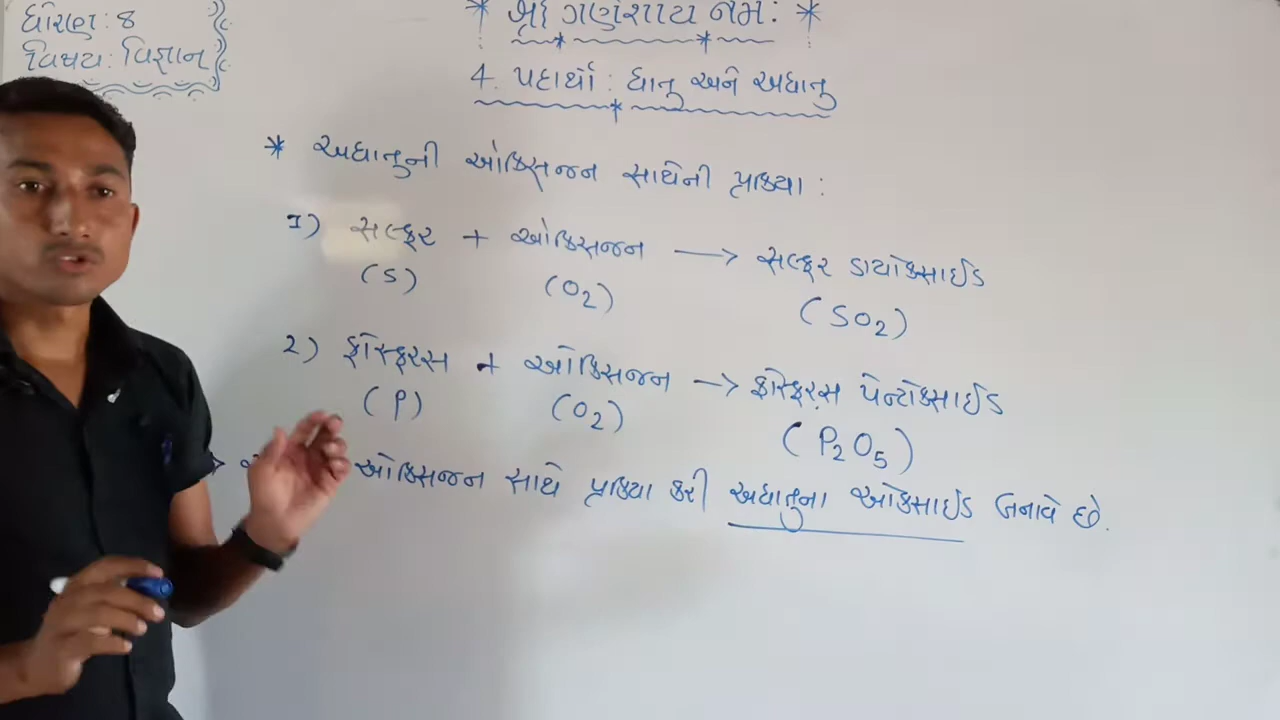 ધોરણ : ૪
વિષય : વિજ્ઞાન
* શ્રી ગણેશાય નમઃ *
4. પદાર્થો : ધાતુ અને અધાતુ
* અધાતુની ઓક્સિજન સાથેની પ્રક્રિયા :
1) સલ્ફર + ઓક્સિજન → સલ્ફર ડાયોક્સાઈડ
(S) (O₂) (SO₂)
2) ફોસ્ફરસ + ઓક્સિજન → ફોસ્ફરસ પેન્ટોક્સાઈડ
(P) (O₂) (P₂O₅)
ઓક્સિજન સાથે પ્રક્રિયા કરી અધાતુના ઓક્સાઈડ બનાવે છે.